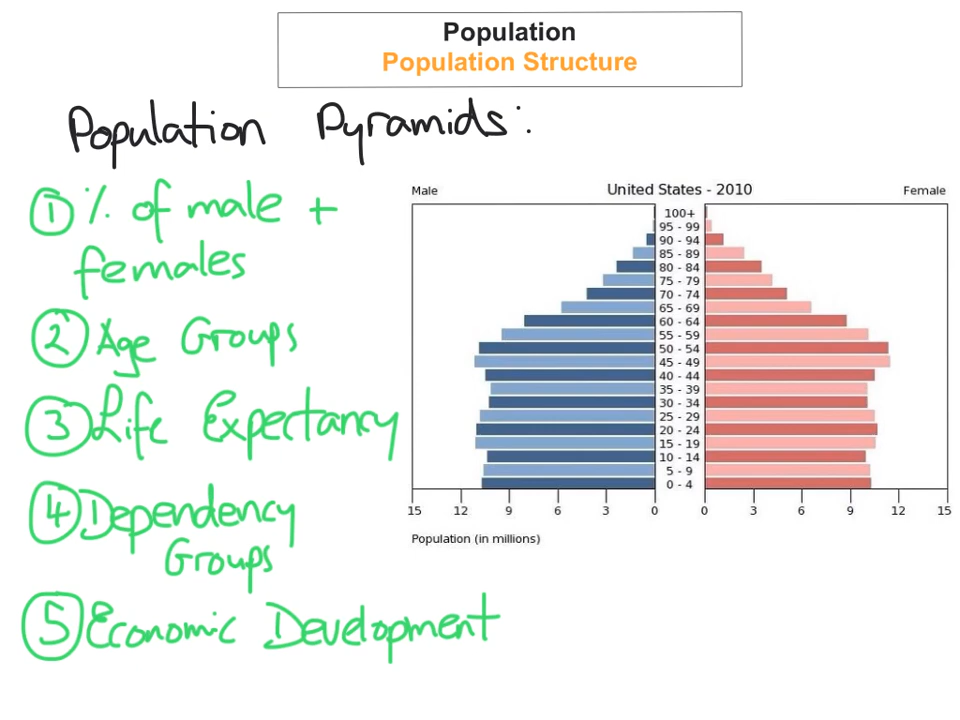 Population
Population Structure
Population Pyramids:
① % of male +
females
② Age Groups
③ Life Expectancy
④ Dependency
Groups
⑤ Economic Development
Male United States - 2010 Female
100+
95 - 99
90 - 94
85 - 89
80 - 84
75 - 79
70 - 74
65 - 69
60 - 64
55 - 59
50 - 54
45 - 49
40 - 44
35 - 39
30 - 34
25 - 29
20 - 24
15 - 19
10 - 14
5 - 9
0 - 4
15 12 9 6 3 0 0 3 6 9 12 15
Population (in millions)